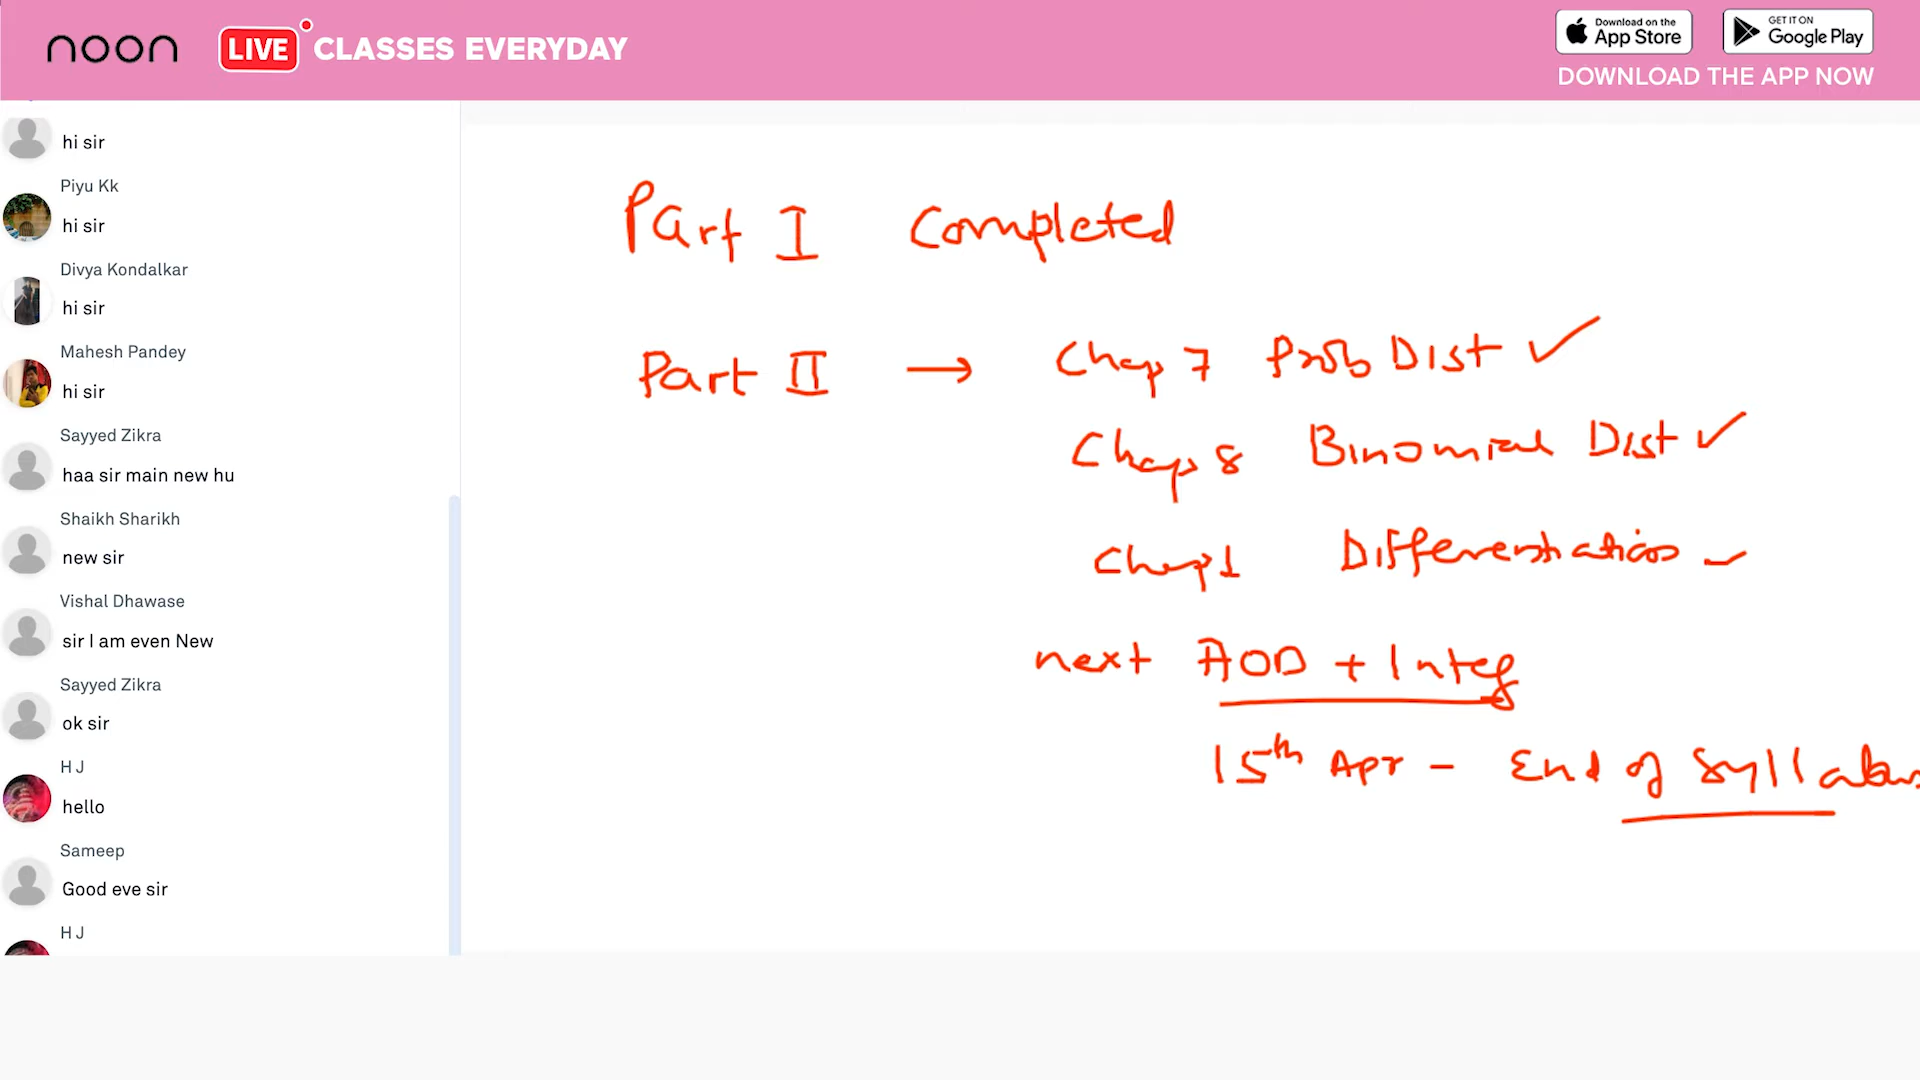 noon LIVE CLASSES EVERYDAY
Download on the App Store
GET IT ON Google Play
DOWNLOAD THE APP NOW
hi sir
Piyu Kk
hi sir
Divya Kondalkar
hi sir
Mahesh Pandey
hi sir
Sayyed Zikra
haa sir main new hu
Shaikh Sharikh
new sir
Vishal Dhawase
sir I am even New
Sayyed Zikra
ok sir
H J
hello
Sameep
Good eve sir
H J
Part I Completed
Part II → Chap 7 Prob Dist ✓
Chap 8 Binomial Dist ✓
Chap 1 Differentiation ✓
next AOD + Integ
15th Apr - End of Syllabus